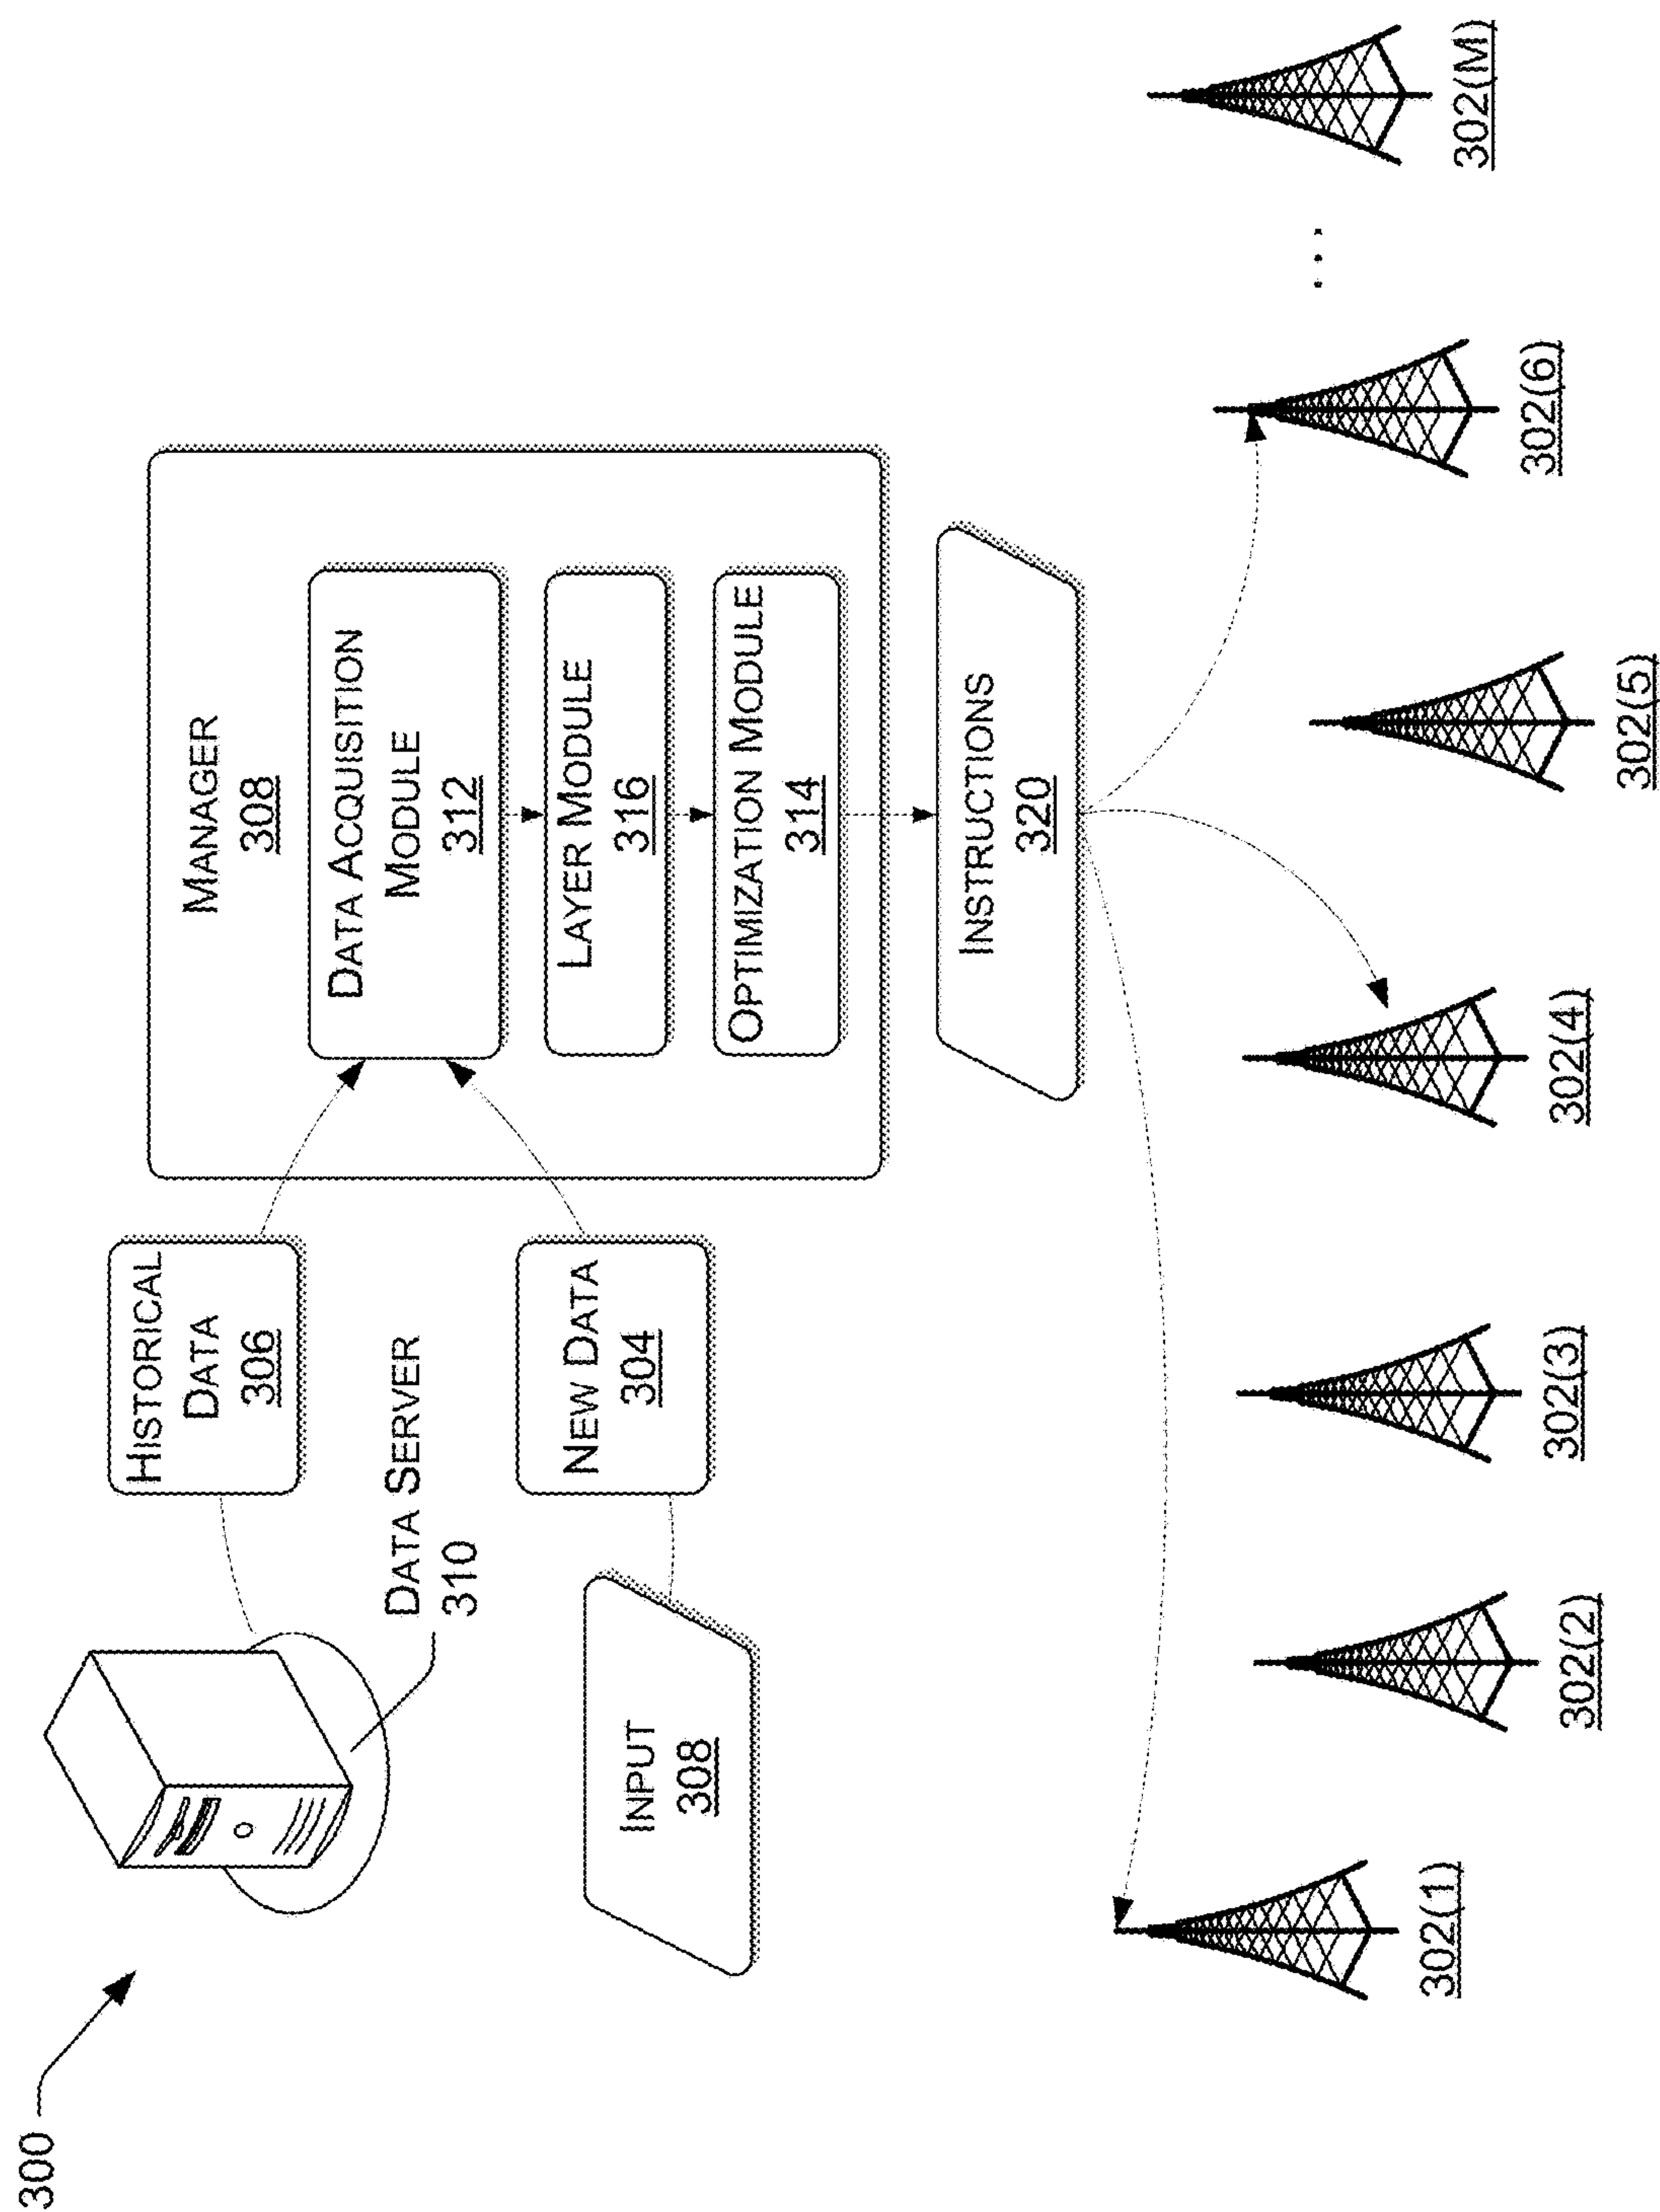 300
HISTORICAL
DATA
306
DATA SERVER
310
NEW DATA
304
INPUT
308
MANAGER
308
DATA ACQUISITION
MODULE
312
LAYER MODULE
316
OPTIMIZATION MODULE
314
INSTRUCTIONS
320
302(1)
302(2)
302(3)
302(4)
302(5)
302(6)
...
302(M)